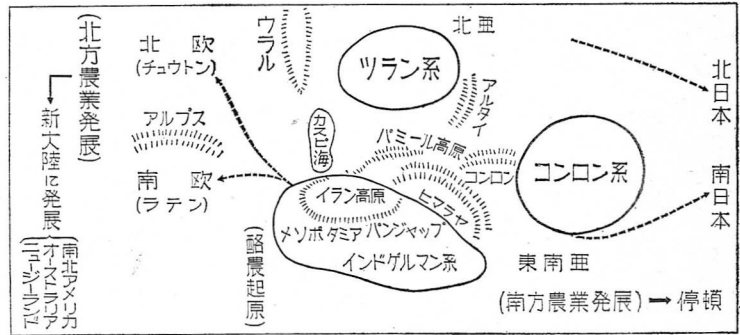 (北方農業発展)
新大陸に発展
南北アメリカ
オーストラリア
ニュージーランド
北欧
(チュウトン)
アルプス
南欧
(ラテン)
ウラル
カスピ海
北亜
ツラン系
アルタイ
パミール高原
コンロン
ヒマラヤ
イラン高原
メソポタミア
パンジャップ
インドゲルマン系
(酪農起原)
コンロン系
北日本
南日本
東南亜
(南方農業発展)→停頓